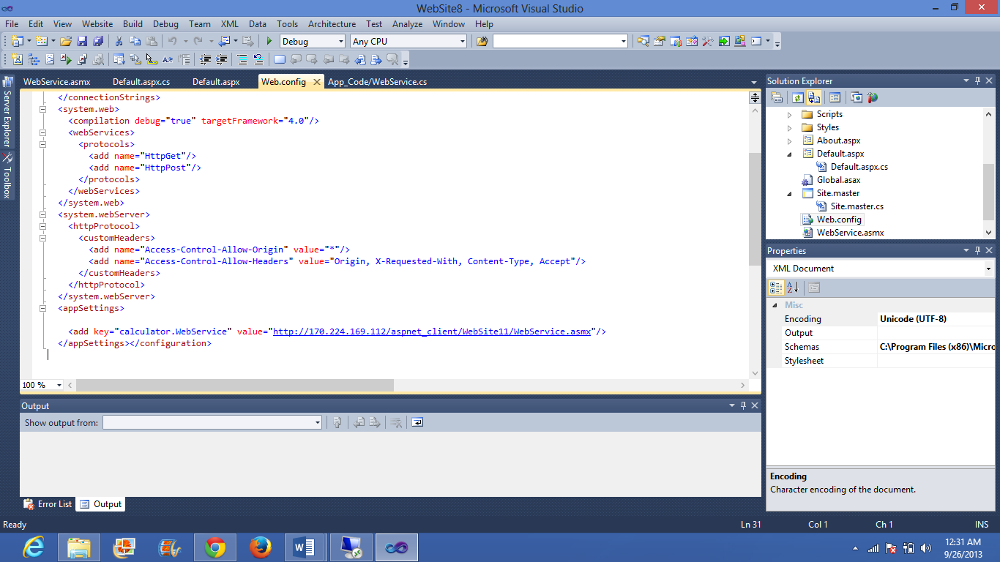 WebSite8 - Microsoft Visual Studio
File Edit View Website Build Debug Team XML Data Tools Architecture Test Analyze Window Help
Debug Any CPU
WebService.asmx Default.aspx.cs Default.aspx Web.config App_Code/WebService.cs
Server Explorer
Toolbox
</connectionStrings>
<system.web>
<compilation debug="true" targetFramework="4.0"/>
<webServices>
<protocols>
<add name="HttpGet"/>
<add name="HttpPost"/>
</protocols>
</webServices>
</system.web>
<system.webServer>
<httpProtocol>
<customHeaders>
<add name="Access-Control-Allow-Origin" value="*"/>
<add name="Access-Control-Allow-Headers" value="Origin, X-Requested-With, Content-Type, Accept"/>
</customHeaders>
</httpProtocol>
</system.webServer>
<appSettings>
<add key="calculator.WebService" value="http://170.224.169.112/aspnet_client/WebSite11/WebService.asmx"/>
</appSettings></configuration>
100 %
Output
Show output from:
Error List Output
Solution Explorer
Scripts
Styles
About.aspx
Default.aspx
Default.aspx.cs
Global.asax
Site.master
Site.master.cs
Web.config
WebService.asmx
Properties
XML Document
Misc
Encoding Unicode (UTF-8)
Output
Schemas C:\Program Files (x86)\Micro
Stylesheet
Encoding
Character encoding of the document.
Ready Ln 31 Col 1 Ch 1 INS
12:31 AM
9/26/2013